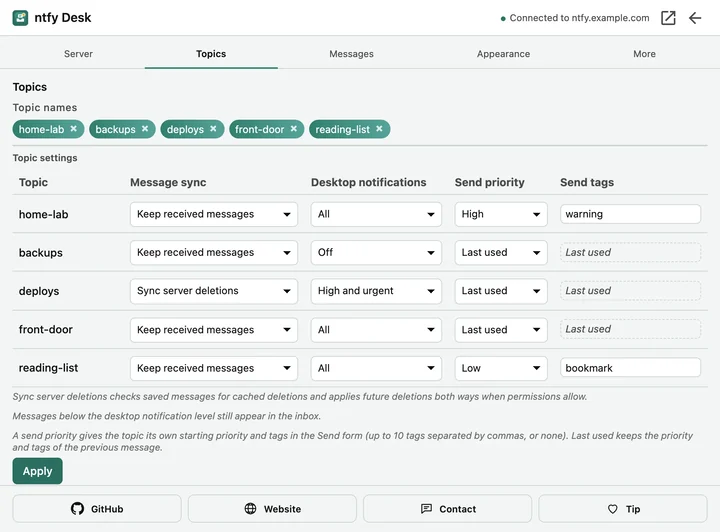 ntfy Desk
Connected to ntfy.example.com
Server Topics Messages Appearance More
Topics
Topic names
home-lab × backups × deploys × front-door × reading-list ×
Topic settings
Topic Message sync Desktop notifications Send priority Send tags
home-lab Keep received messages All High warning
backups Keep received messages Off Last used Last used
deploys Sync server deletions High and urgent Last used Last used
front-door Keep received messages All Last used Last used
reading-list Keep received messages All Low bookmark
Sync server deletions checks saved messages for cached deletions and applies future deletions both ways when permissions allow.
Messages below the desktop notification level still appear in the inbox.
A send priority gives the topic its own starting priority and tags in the Send form (up to 10 tags separated by commas, or none). Last used keeps the priority
and tags of the previous message.
Apply
GitHub Website Contact Tip